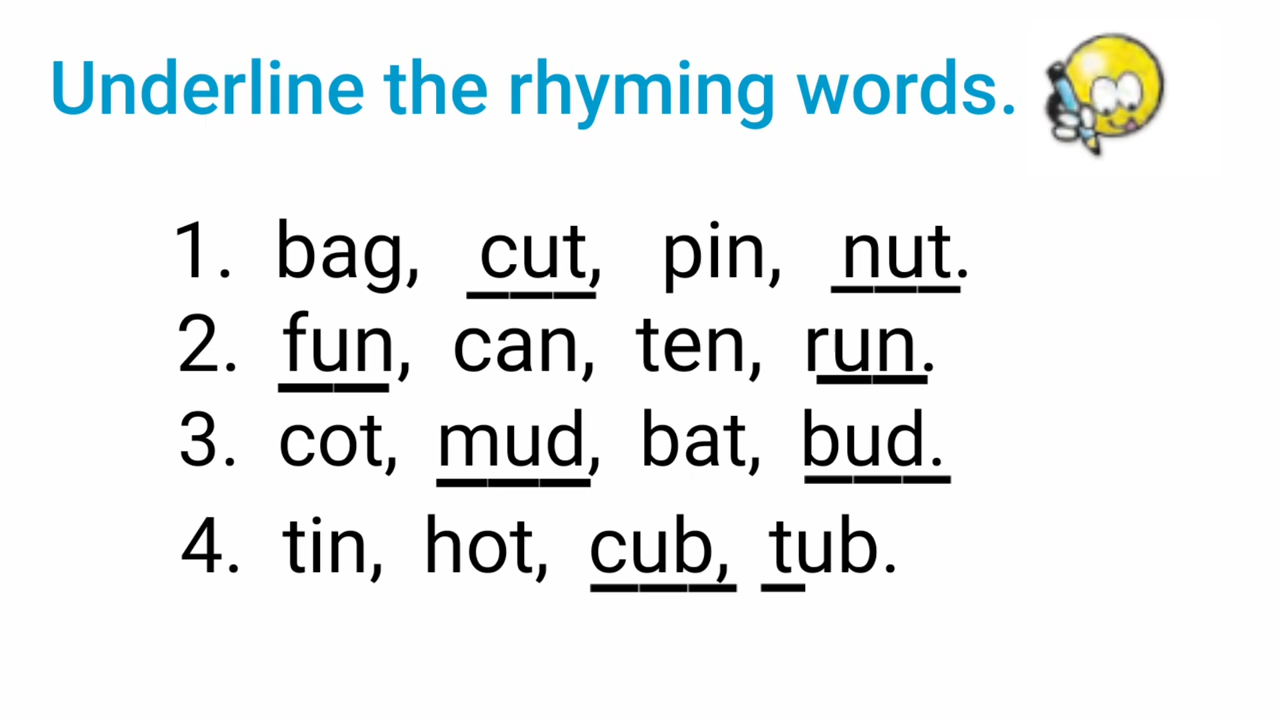 Underline the rhyming words.
1. bag, cut, pin, nut.
2. fun, can, ten, run.
3. cot, mud, bat, bud.
4. tin, hot, cub, tub.